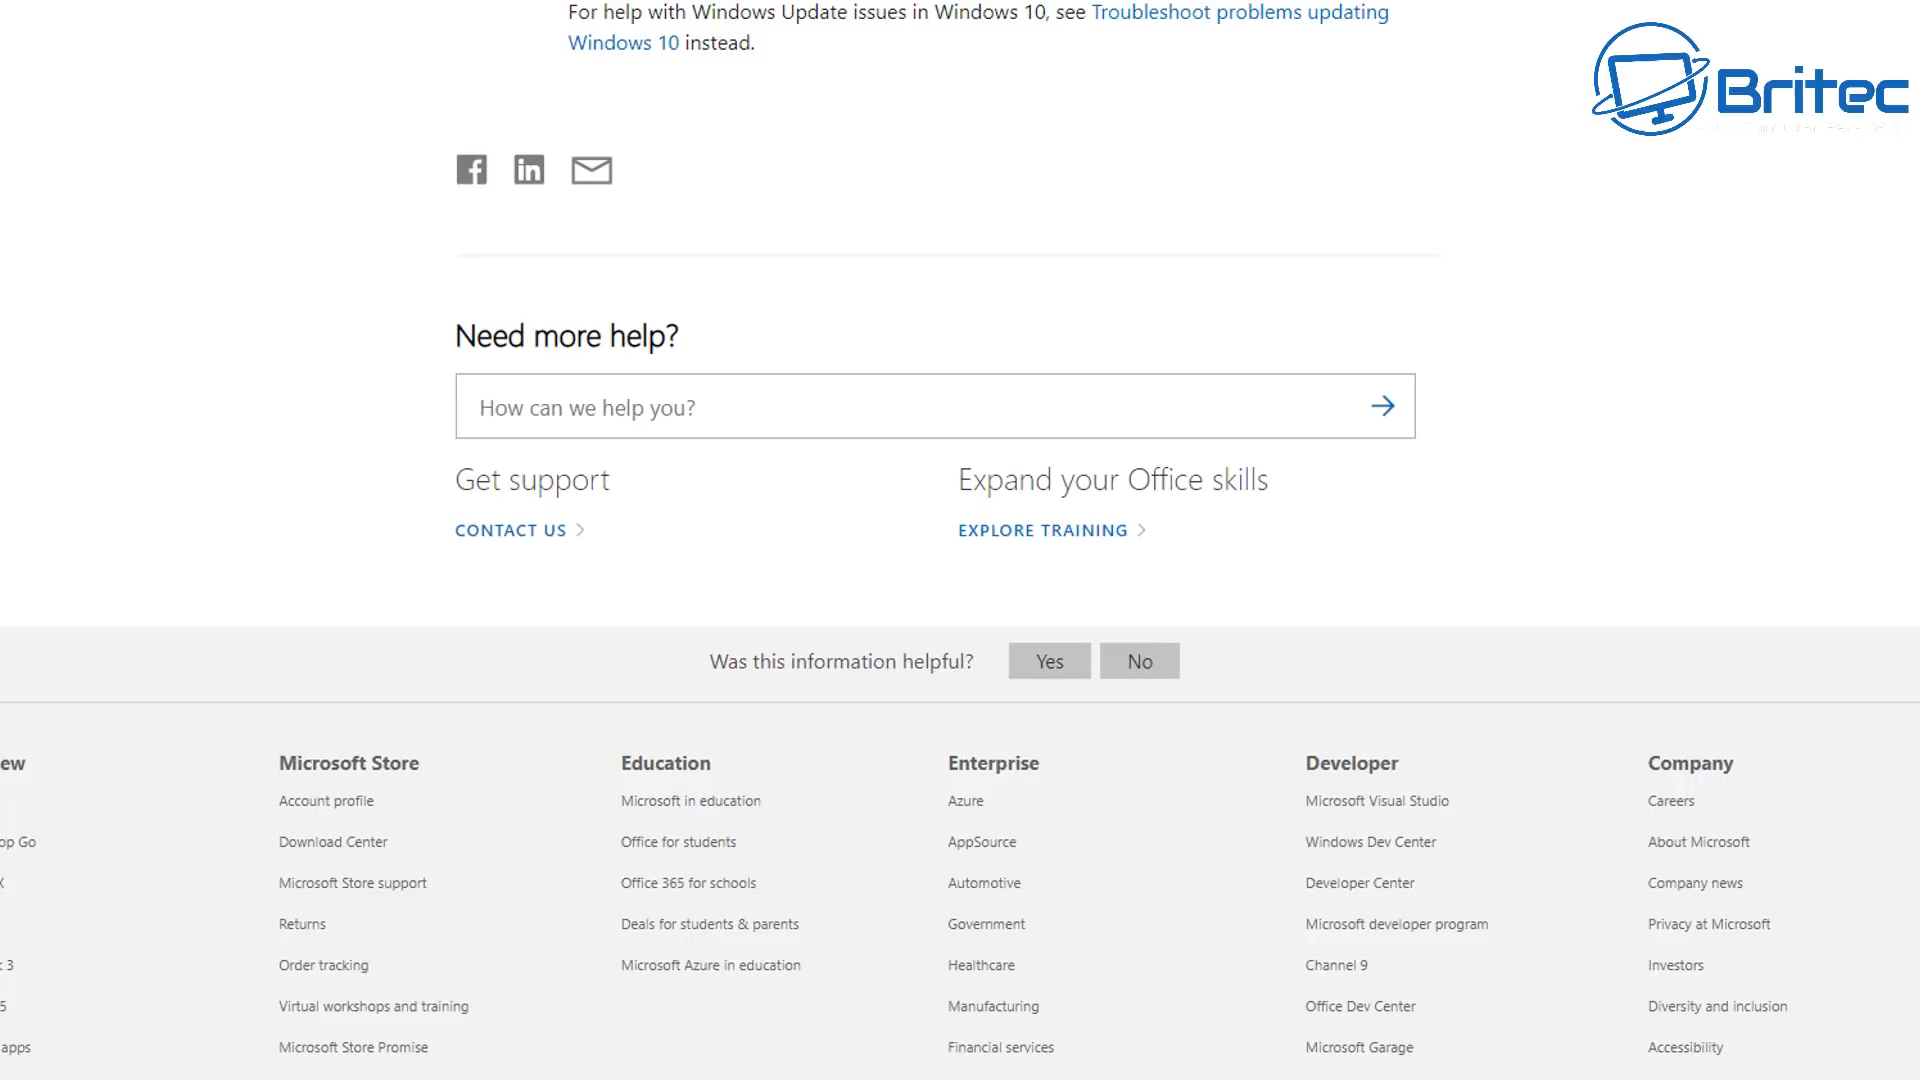 For help with Windows Update issues in Windows 10, see Troubleshoot problems updating
Windows 10 instead.
Britec
Need more help?
How can we help you?
Get support
Expand your Office skills
CONTACT US
EXPLORE TRAINING
Was this information helpful?
Yes
No
ew
Microsoft Store
Education
Enterprise
Developer
Company
Account profile
Microsoft in education
Azure
Microsoft Visual Studio
Careers
op Go
Download Center
Office for students
AppSource
Windows Dev Center
About Microsoft
X
Microsoft Store support
Office 365 for schools
Automotive
Developer Center
Company news
Returns
Deals for students & parents
Government
Microsoft developer program
Privacy at Microsoft
3
Order tracking
Microsoft Azure in education
Healthcare
Channel 9
Investors
5
Virtual workshops and training
Manufacturing
Office Dev Center
Diversity and inclusion
apps
Microsoft Store Promise
Financial services
Microsoft Garage
Accessibility